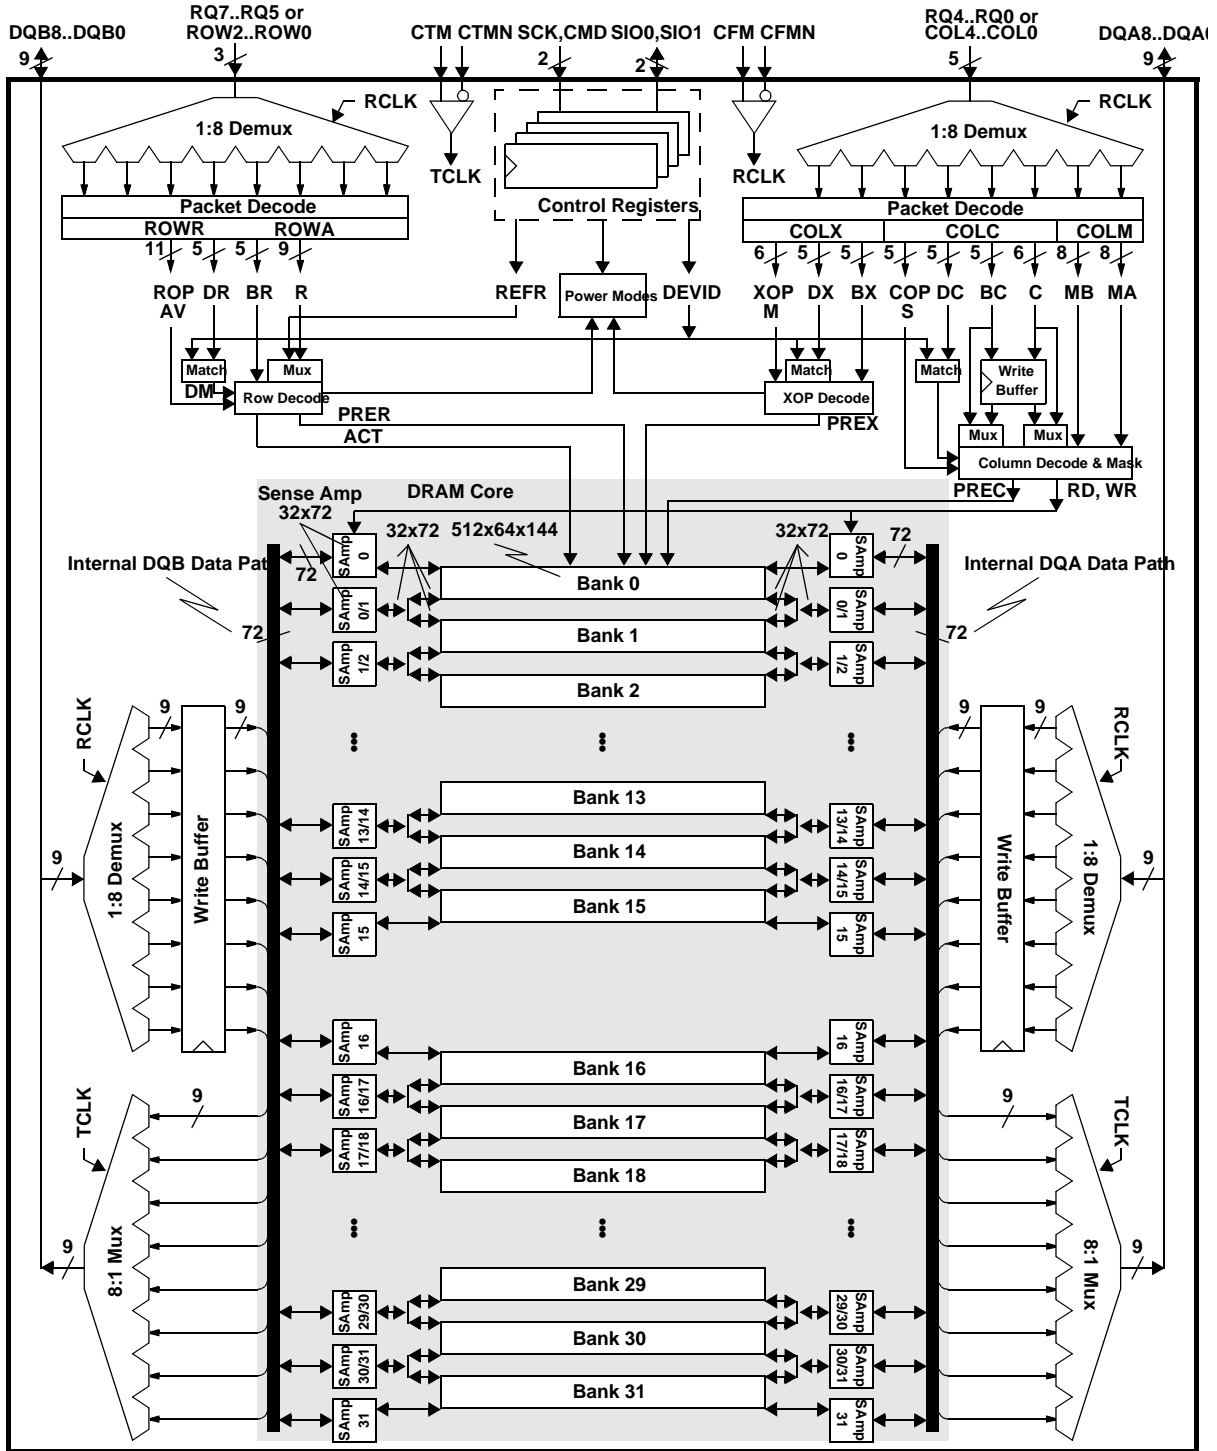 RQ7..RQ5 or
ROW2..ROW0
RQ4..RQ0 or
COL4..COL0
DQB8..DQB0
CTM CTMN SCK,CMD SIO0,SIO1 CFM CFMN
DQA8..DQA0
9
3
2
2
5
9
RCLK
1:8 Demux
RCLK
1:8 Demux
TCLK
RCLK
Control Registers
Packet Decode
ROWR
ROWA
Packet Decode
COLX
COLC
COLM
11
5
5
9
6
5
5
5
5
5
6
8
8
ROP
AV
DR
BR
R
REFR
Power Modes
DEVID
XOP
M
DX
BX
COP
S
DC
BC
C
MB
MA
Match
Mux
DM
Row Decode
Match
XOP Decode
Match
Write
Buffer
Mux
Mux
Column Decode & Mask
PRER
ACT
PREX
PREC
RD, WR
Sense Amp
32x72
DRAM Core
32x72
512x64x144
32x72
Internal DQB Data Pat
Internal DQA Data Path
72
72
72
72
SAmp
0
Bank 0
SAmp
0
SAmp
0/1
Bank 1
SAmp
0/1
SAmp
1/2
Bank 2
SAmp
1/2
•••
•••
•••
Bank 13
SAmp
13/14
SAmp
13/14
Bank 14
SAmp
14/15
SAmp
14/15
Bank 15
SAmp
15
SAmp
15
SAmp
16
Bank 16
SAmp
16
SAmp
16/17
Bank 17
SAmp
16/17
SAmp
17/18
Bank 18
SAmp
17/18
•••
•••
•••
Bank 29
SAmp
29/30
SAmp
29/30
Bank 30
SAmp
30/31
SAmp
30/31
Bank 31
SAmp
31
SAmp
31
RCLK
9
9
9
1:8 Demux
Write Buffer
TCLK
9
9
8:1 Mux
9
9
RCLK
9
Write Buffer
1:8 Demux
9
TCLK
9
8:1 Mux